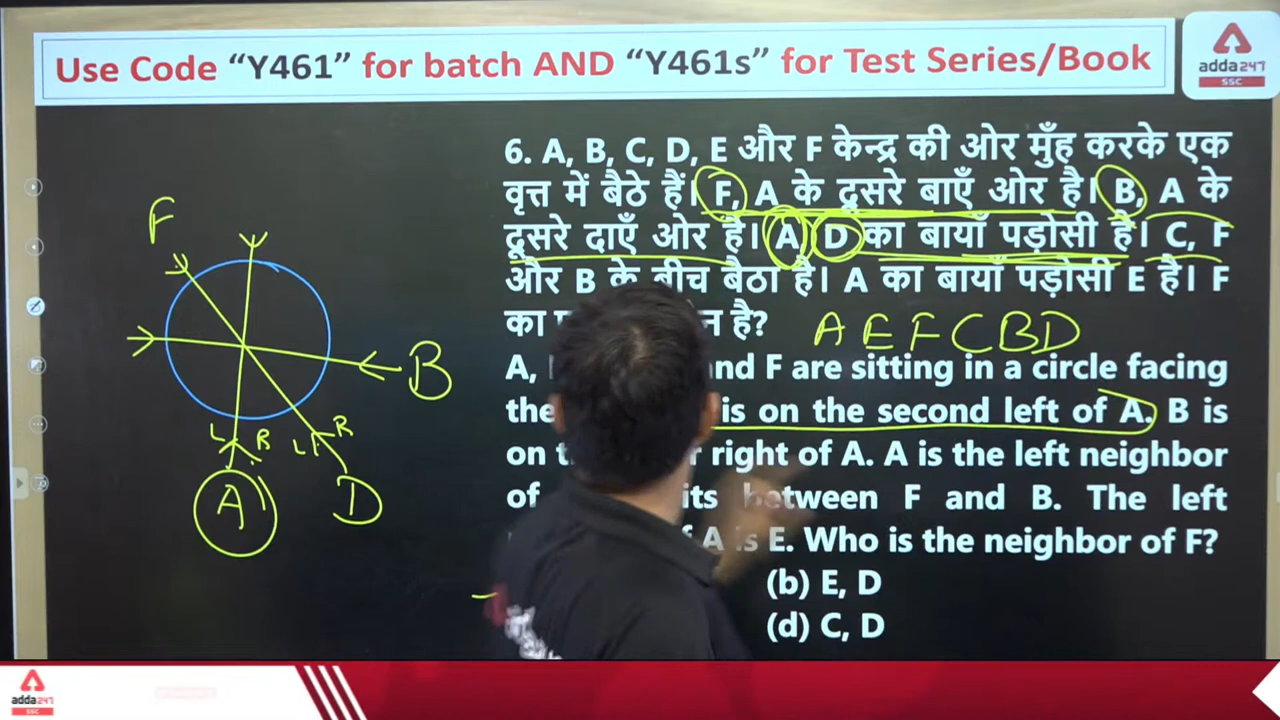 Use Code “Y461” for batch AND “Y461s” for Test Series/Book
adda247
SSC
6. A, B, C, D, E और F केन्द्र की ओर मुँह करके एक
वृत्त में बैठे हैं। F, A के दूसरे बाएँ ओर है। B, A के
दूसरे दाएँ ओर है। A D का बायाँ पड़ोसी है। C, F
और B के बीच बैठा है। A का बायाँ पड़ोसी E है। F
का है?
A E F C B D
A, and F are sitting in a circle facing
is on the second left of A. B is
on right of A. A is the left neighbor
of between F and B. The left
A is E. Who is the neighbor of F?
(b) E, D
(d) C, D
F
B
L R L R
A D
adda247
SSC